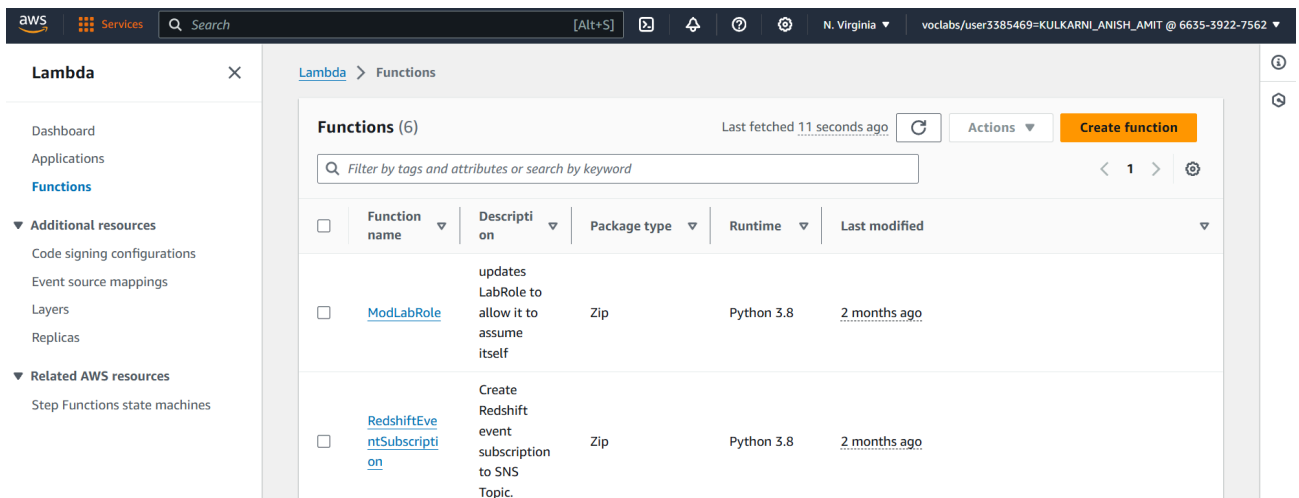 aws
Services
Search
[Alt+S]
N. Virginia
voclabs/user3385469=KULKARNI_ANISH_AMIT @ 6635-3922-7562
Lambda
Dashboard
Applications
Functions
Additional resources
Code signing configurations
Event source mappings
Layers
Replicas
Related AWS resources
Step Functions state machines
Lambda > Functions
Functions (6)
Last fetched 11 seconds ago
Actions
Create function
Filter by tags and attributes or search by keyword
1
Function
name
Descripti
on
Package type
Runtime
Last modified
ModLabRole
updates
LabRole to
allow it to
assume
itself
Zip
Python 3.8
2 months ago
RedshiftEve
ntSubscripti
on
Create
Redshift
event
subscription
to SNS
Topic.
Zip
Python 3.8
2 months ago